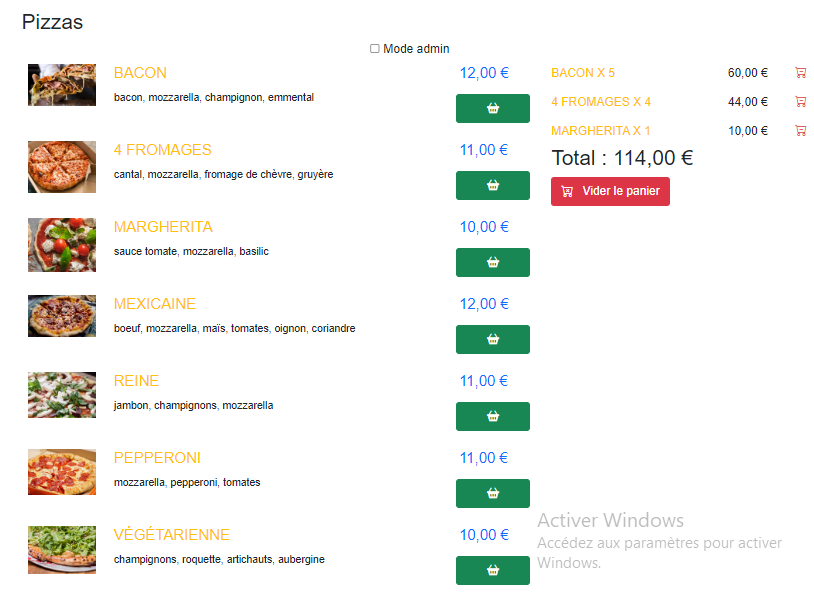 Pizzas
Mode admin
BACON
12,00 €
bacon, mozzarella, champignon, emmental
4 FROMAGES
11,00 €
cantal, mozzarella, fromage de chèvre, gruyère
MARGHERITA
10,00 €
sauce tomate, mozzarella, basilic
MEXICAINE
12,00 €
boeuf, mozzarella, maïs, tomates, oignon, coriandre
REINE
11,00 €
jambon, champignons, mozzarella
PEPPERONI
11,00 €
mozzarella, pepperoni, tomates
VÉGÉTARIENNE
10,00 €
champignons, roquette, artichauts, aubergine
BACON X 5 60,00 €
4 FROMAGES X 4 44,00 €
MARGHERITA X 1 10,00 €
Total : 114,00 €
Vider le panier
Activer Windows
Accédez aux paramètres pour activer
Windows.